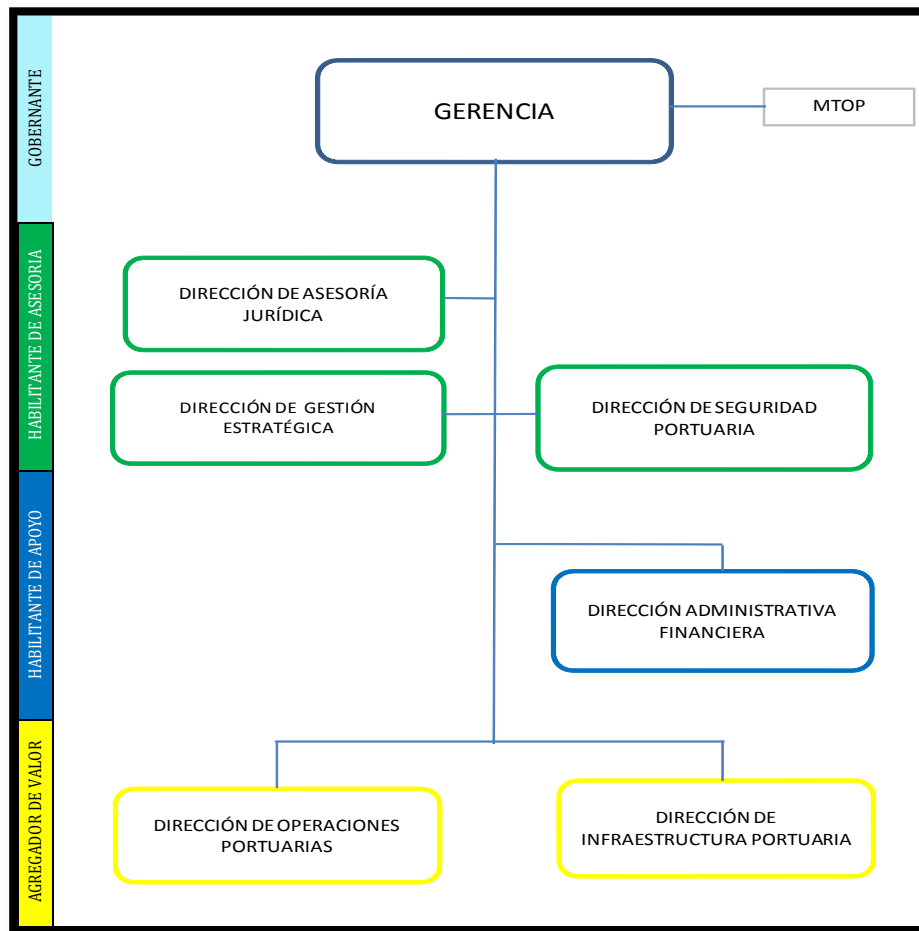 GOBERNANTE
GERENCIA
MTOP
HABILITANTE DE ASESORIA
DIRECCIÓN DE ASESORÍA
JURÍDICA
DIRECCIÓN DE GESTIÓN
ESTRATÉGICA
DIRECCIÓN DE SEGURIDAD
PORTUARIA
HABILITANTE DE APOYO
DIRECCIÓN ADMINISTRATIVA
FINANCIERA
AGREGADOR DE VALOR
DIRECCIÓN DE OPERACIONES
PORTUARIAS
DIRECCIÓN DE
INFRAESTRUCTURA PORTUARIA